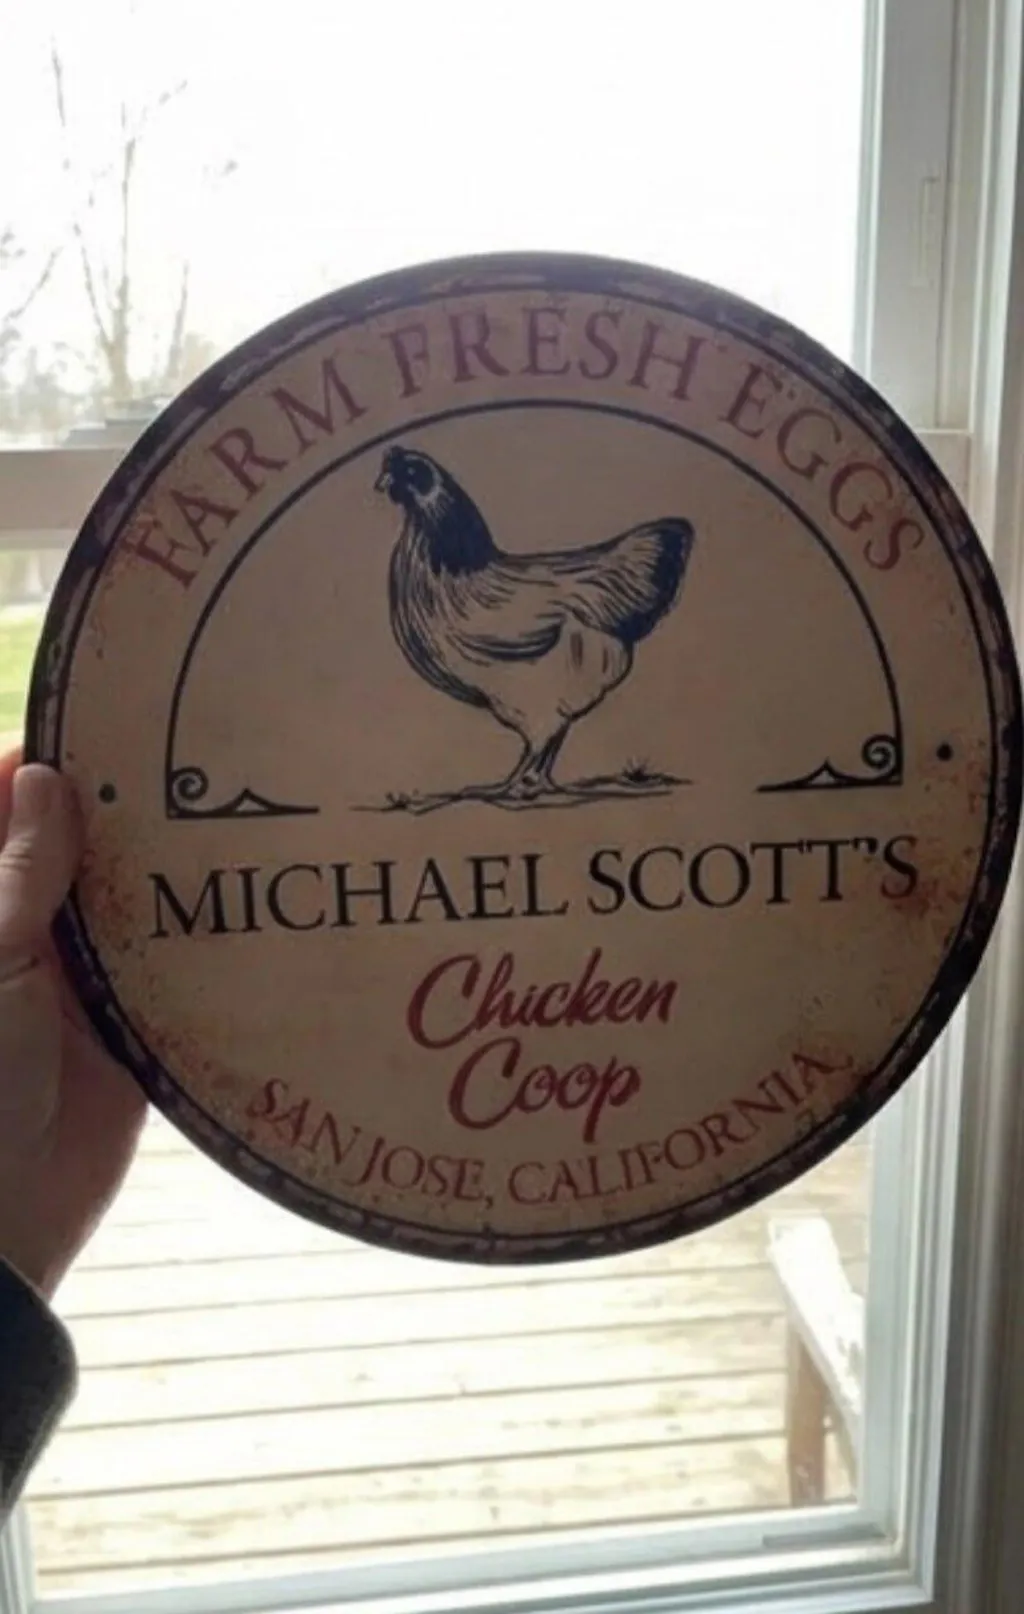 FARM FRESH EGGS
MICHAEL SCOTT"S
Chicken
Coop
SAN JOSE, CALIFORNIA